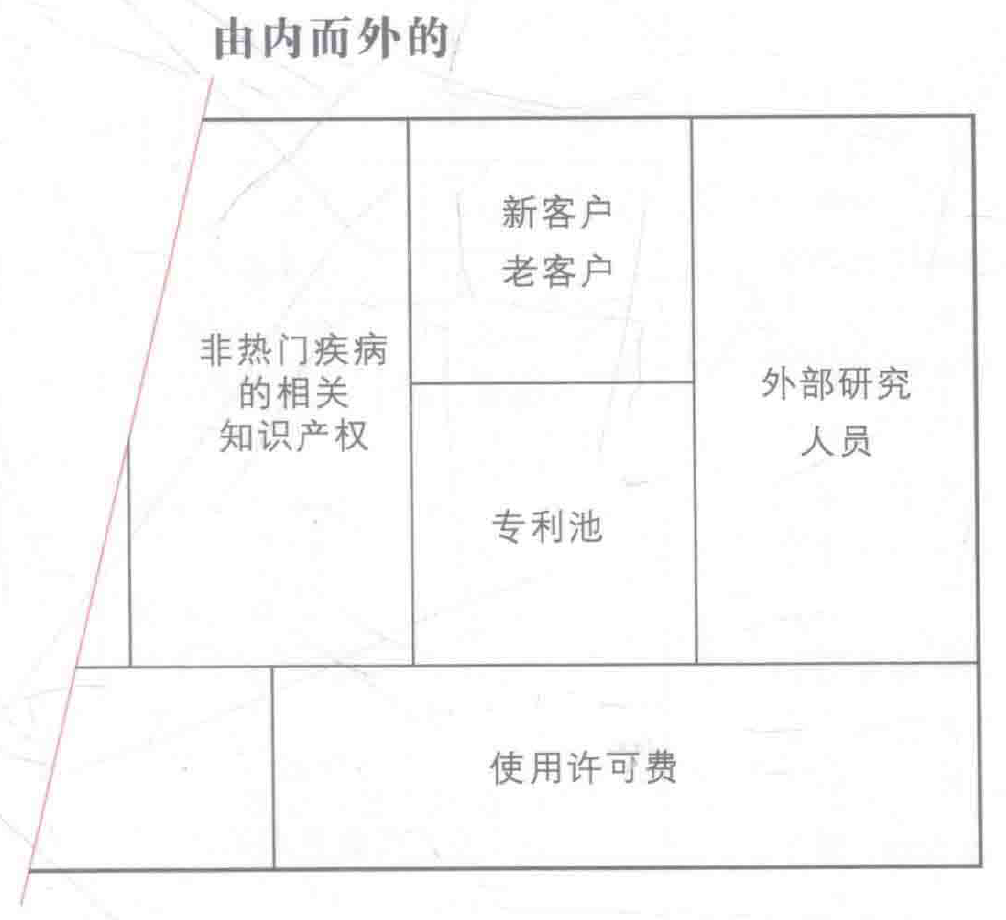 由内而外的
非热门疾病
的相关
知识产权
新客户
老客户
专利池
外部研究
人员
使用许可费